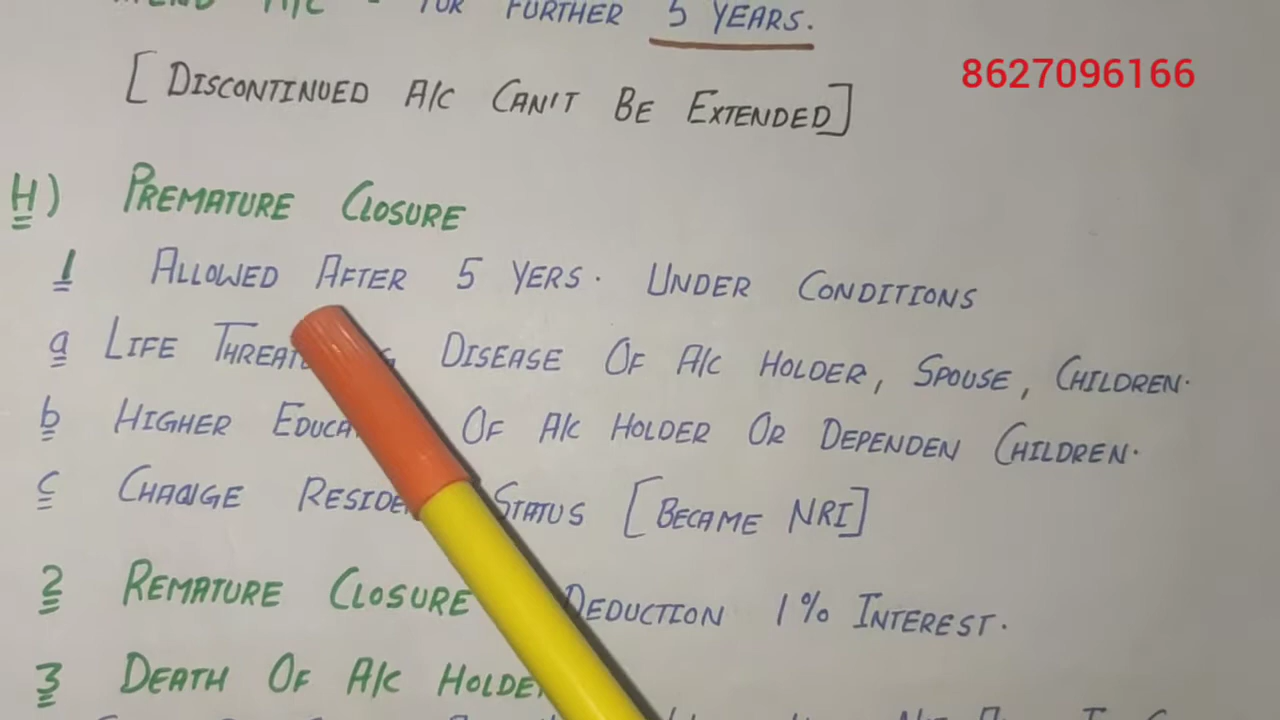 A/C - FOR FURTHER 5 YEARS.
8627096166
[DISCONTINUED A/C CAN'T BE EXTENDED]
H) PREMATURE CLOSURE
1 ALLOWED AFTER 5 YERS. UNDER CONDITIONS
a LIFE DISEASE OF A/C HOLDER, SPOUSE, CHILDREN.
b HIGHER OF A/C HOLDER OR DEPENDEN CHILDREN.
c CHANGE STATUS [BECAME NRI]
2 REMATURE CLOSURE DEDUCTION 1% INTEREST.
3 DEATH OF A/C